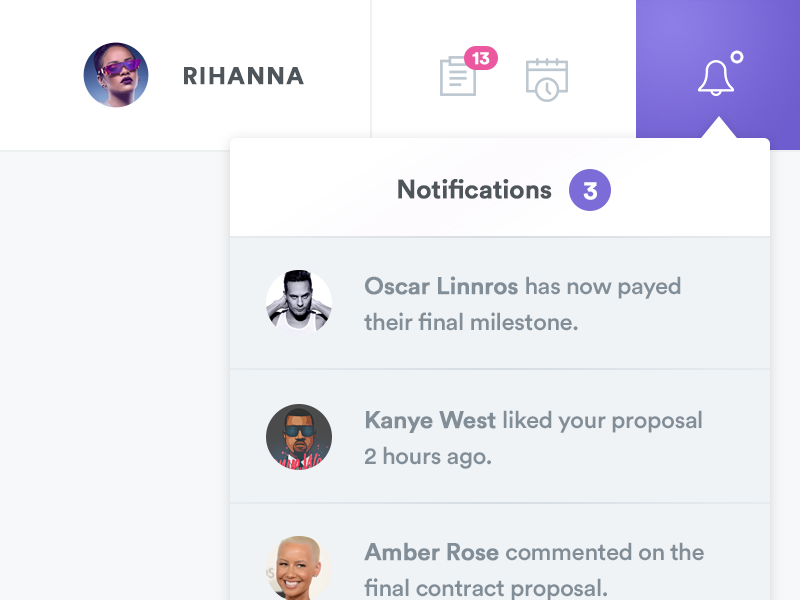 RIHANNA
13
Notifications 3
Oscar Linnros has now payed
their final milestone.
Kanye West liked your proposal
2 hours ago.
Amber Rose commented on the
final contract proposal.